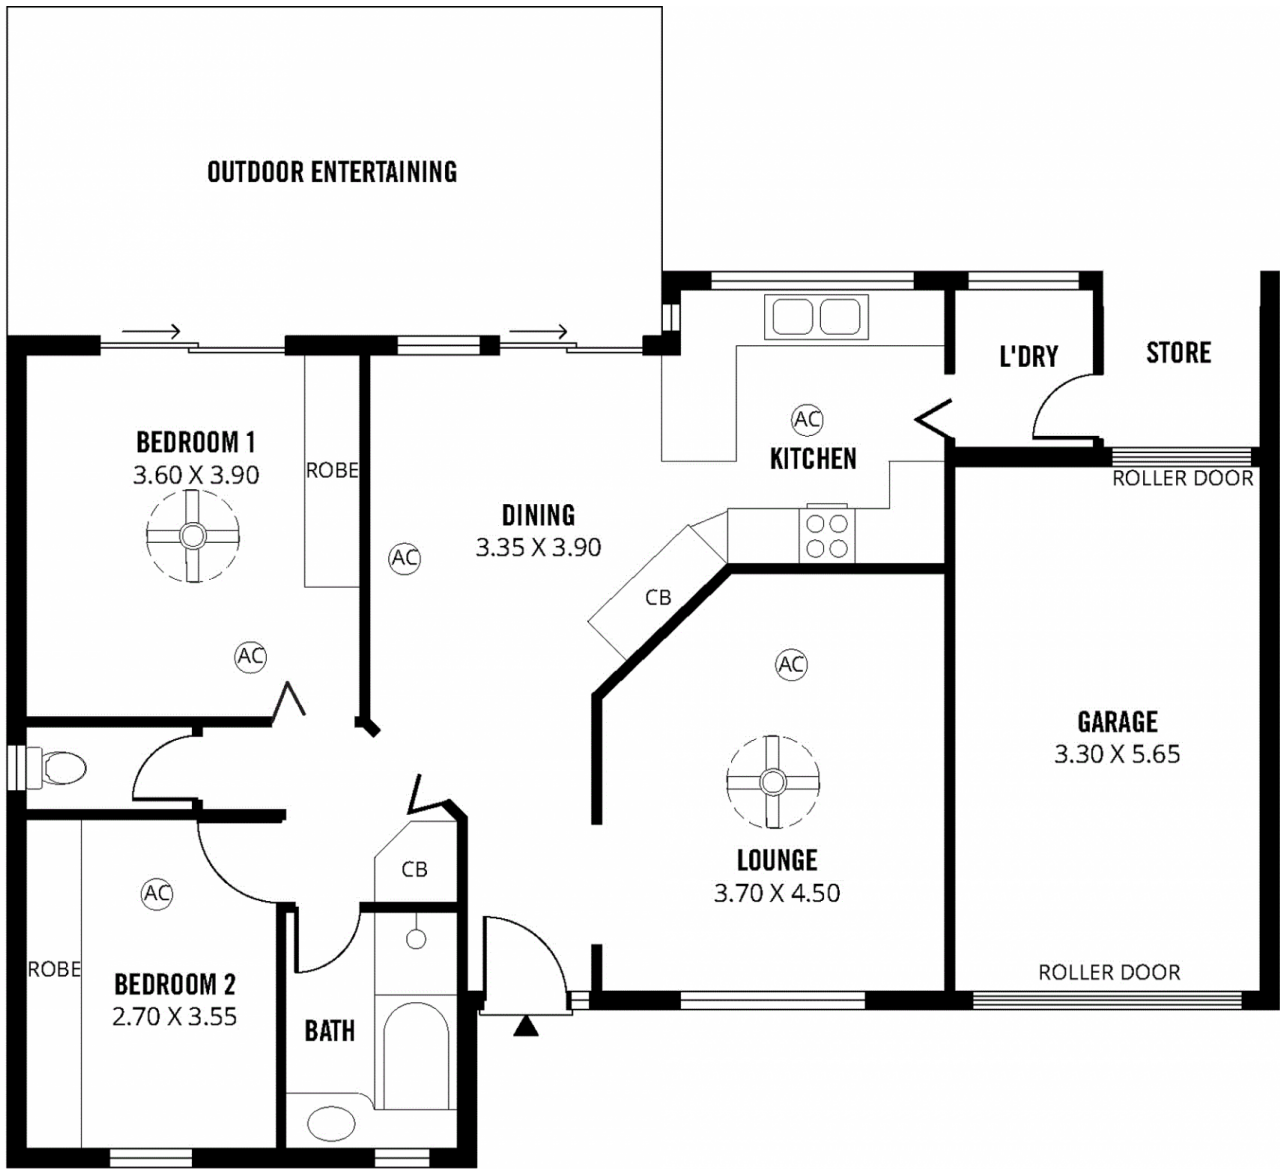 OUTDOOR ENTERTAINING
L'DRY
STORE
BEDROOM 1
3.60 X 3.90
ROBE
AC
KITCHEN
ROLLER DOOR
DINING
3.35 X 3.90
AC
CB
AC
AC
GARAGE
3.30 X 5.65
LOUNGE
3.70 X 4.50
CB
AC
ROBE
BEDROOM 2
2.70 X 3.55
ROLLER DOOR
BATH